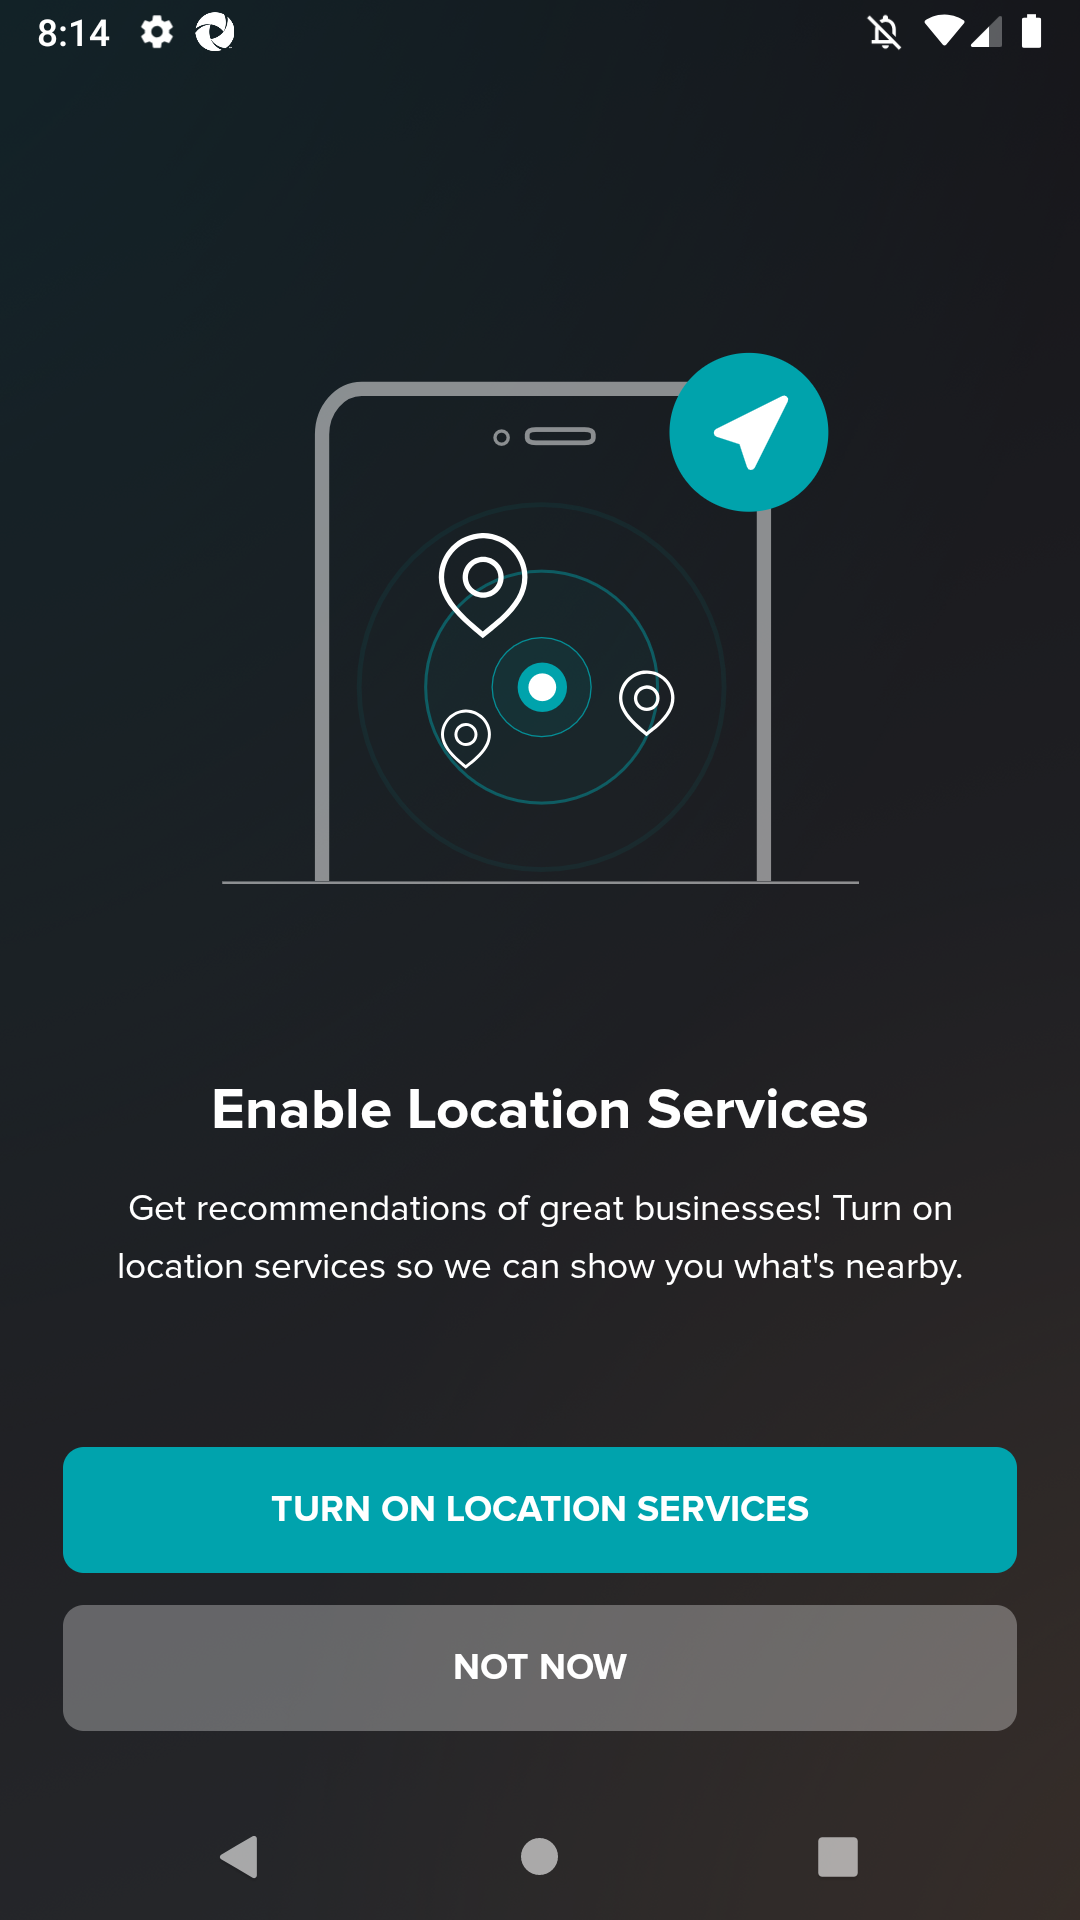 8:14
Enable Location Services
Get recommendations of great businesses! Turn on
location services so we can show you what's nearby.
TURN ON LOCATION SERVICES
NOT NOW